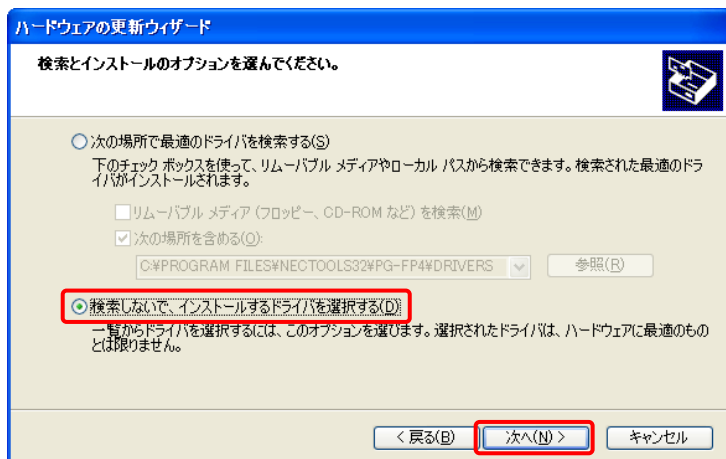 ハードウェアの更新ウィザード
検索とインストールのオプションを選んでください。
次の場所で最適のドライバを検索する(S)
下のチェック ボックスを使って、リムーバブル メディアやローカル パスから検索できます。検索された最適のドラ
イバがインストールされます。
リムーバブル メディア (フロッピー、CD-ROM など) を検索(M)
次の場所を含める(O):
C:¥PROGRAM FILES¥NECTOOLS32¥PG-FP4¥DRIVERS
参照(R)
検索しないで、インストールするドライバを選択する(D)
一覧からドライバを選択するには、このオプションを選びます。選択されたドライバは、ハードウェアに最適のもの
とは限りません。
< 戻る(B)
次へ(N) >
キャンセル